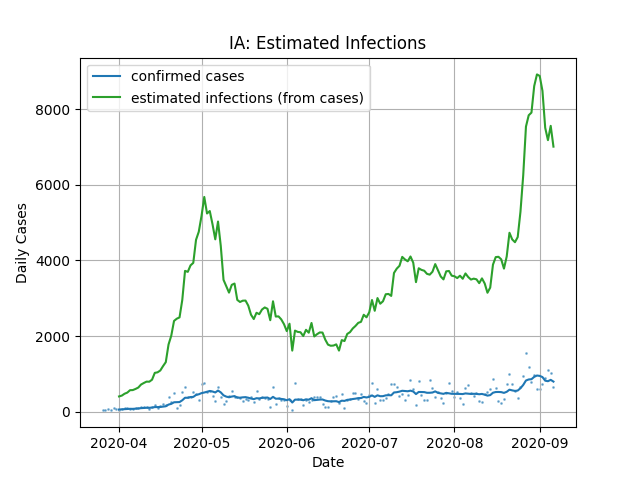 IA: Estimated Infections
confirmed cases
estimated infections (from cases)
Daily Cases
8000
6000
4000
2000
0
2020-04
2020-05
2020-06
2020-07
2020-08
2020-09
Date